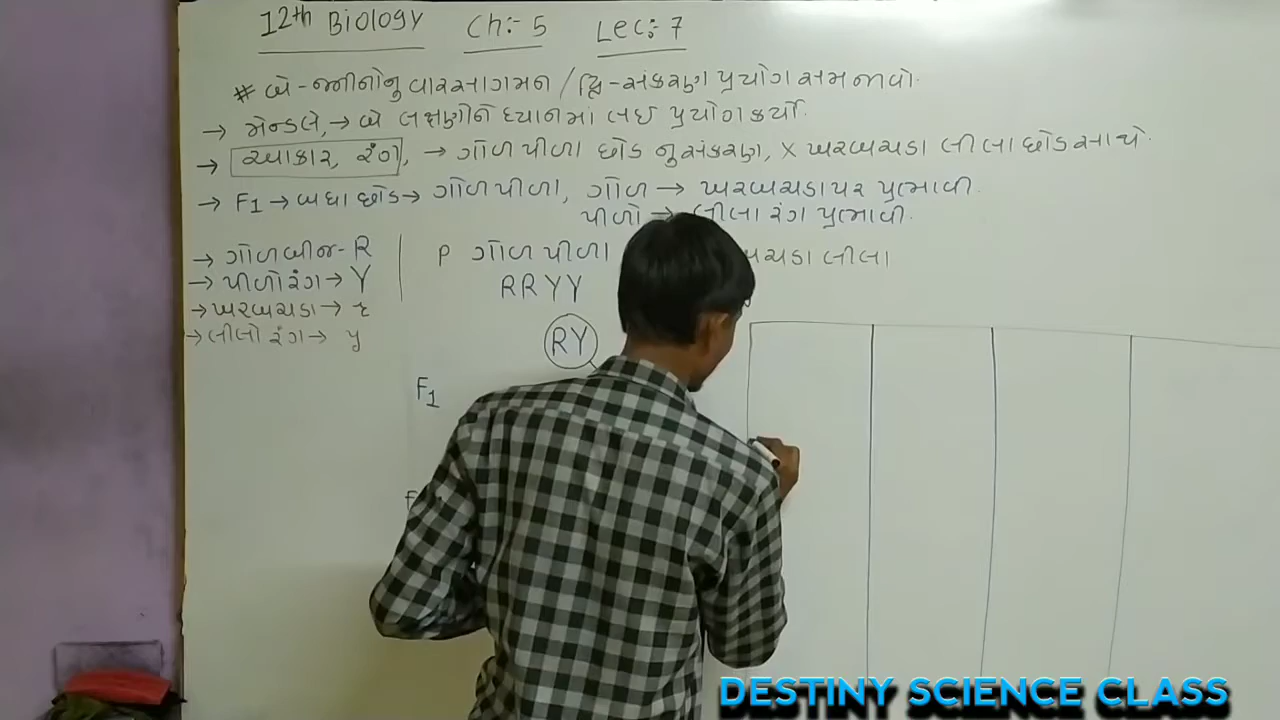 12th Biology Ch:- 5 Lec:- 7
# બે-જનીનોનુ વારસાગમન / દ્વિ-સંકરણ પ્રયોગ સમજાવો.
→ મેન્ડલે, → બે લક્ષણોને ધ્યાનમાં લઈ પ્રયોગ કર્યો.
→ આકાર, રંગ, → ગોળ પીળા છોડ નુ સંકરણ, × ખરબચડા લીલા છોડ સાથે.
→ F1 → બધા છોડ → ગોળ પીળા, ગોળ → ખરબચડા પર પ્રભાવી.
પીળો → લીલા રંગ પ્રભાવી.
→ ગોળ બીજ - R
→ પીળો રંગ → Y
→ ખરબચડા → r
→ લીલો રંગ → y
P ગોળ પીળા બચડા લીલા
RRYY
RY
F1
F
DESTINY SCIENCE CLASS